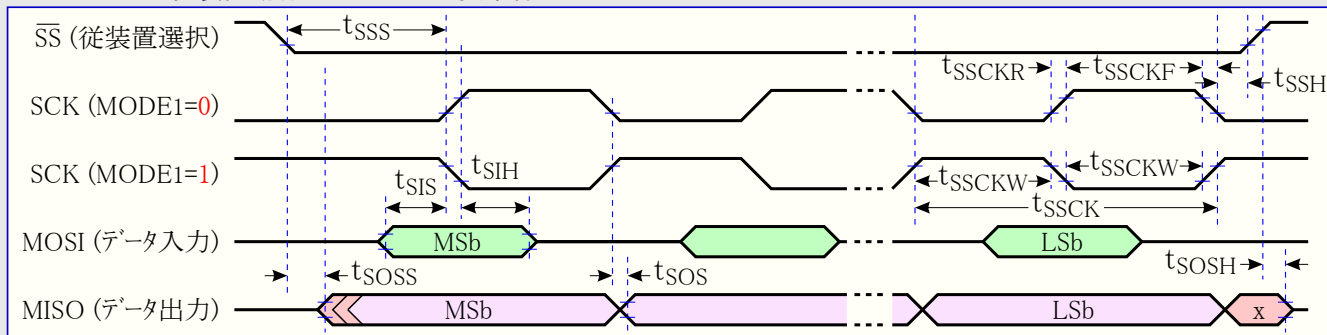 SS (従装置選択)
tSSS
tSSCKR
tSSCKF
tSSH
SCK (MODE1=0)
SCK (MODE1=1)
tSIS
tSIH
tSSCKW
tSSCKW
tSSCK
MOSI (データ入力)
MSb
LSb
tSOSS
tSOS
tSOSH
MISO (データ出力)
MSb
LSb
x